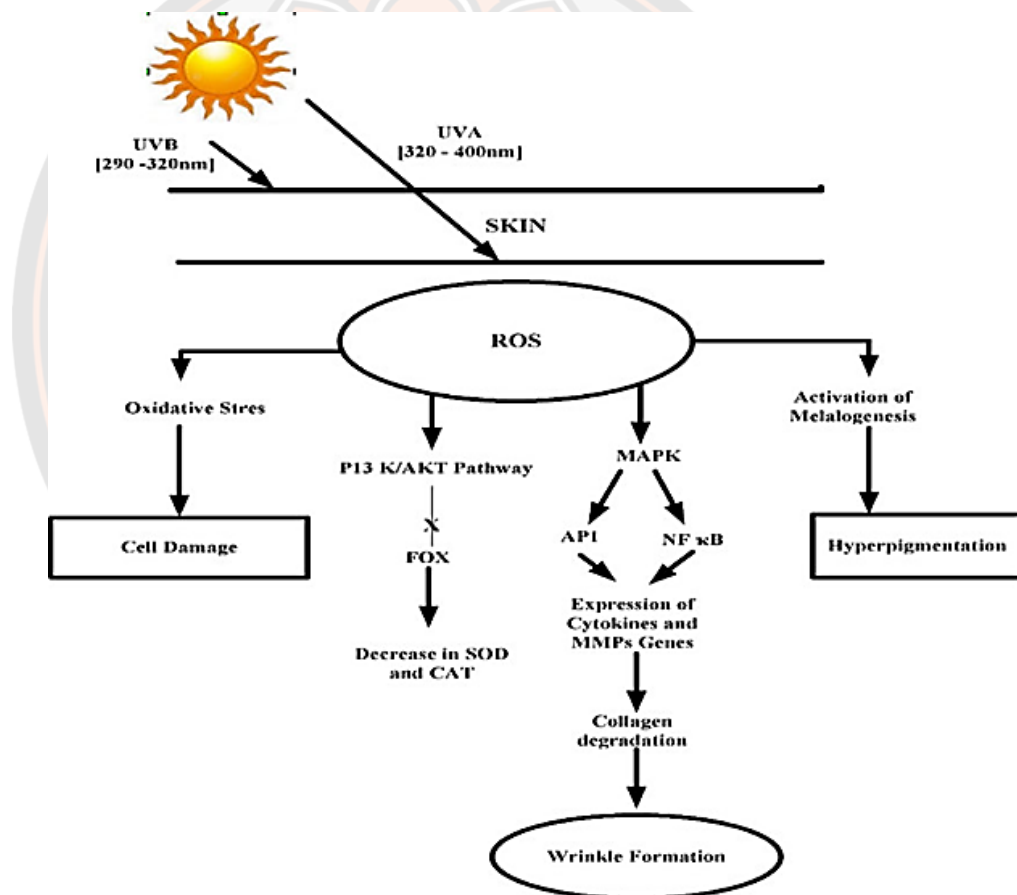 UVB
[290 -320nm]
UVA
[320 - 400nm]
SKIN
ROS
Oxidative Stres
Cell Damage
P13 K/AKT Pathway
X
FOX
Decrease in SOD
and CAT
MAPK
AP1
NF κB
Expression of
Cytokines and
MMPs Genes
Collagen
degradation
Wrinkle Formation
Activation of
Melalogenesis
Hyperpigmentation